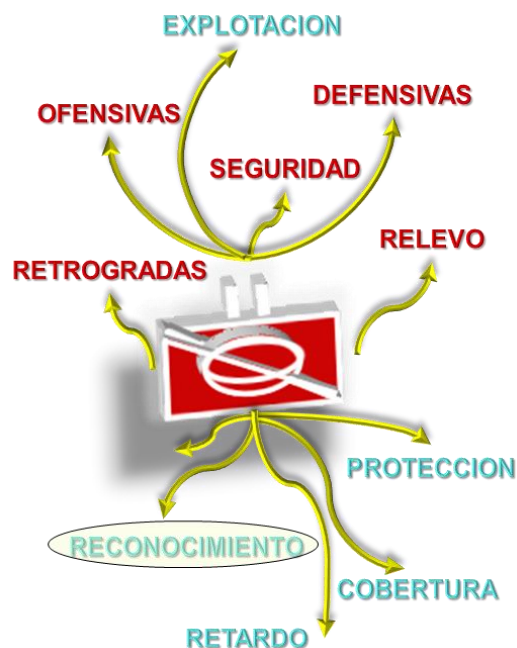 EXPLOTACION
DEFENSIVAS
OFENSIVAS
SEGURIDAD
RELEVO
RETROGRADAS
PROTECCION
RECONOCIMIENTO
COBERTURA
RETARDO